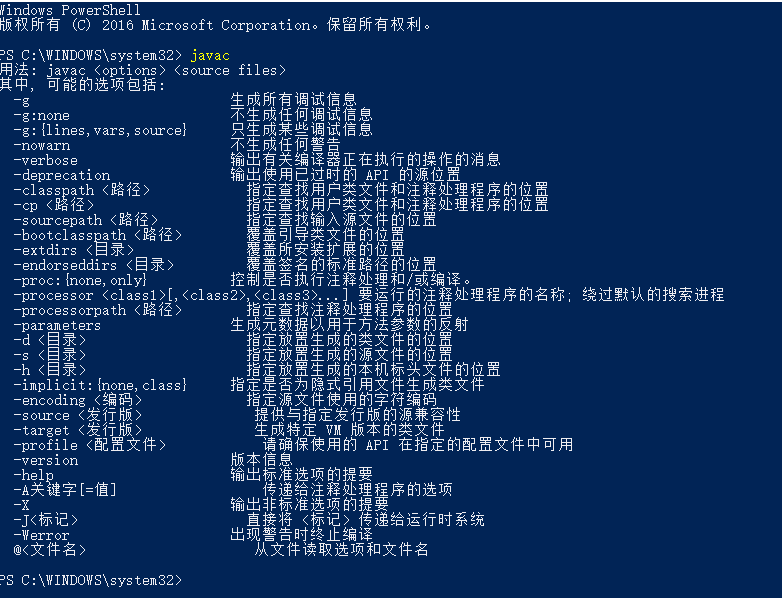 Windows PowerShell
版权所有 (C) 2016 Microsoft Corporation。保留所有权利。
PS C:\WINDOWS\system32> javac
用法: javac <options> <source files>
其中, 可能的选项包括:
-g 生成所有调试信息
-g:none 不生成任何调试信息
-g:{lines,vars,source} 只生成某些调试信息
-nowarn 不生成任何警告
-verbose 输出有关编译器正在执行的操作的消息
-deprecation 输出使用已过时的 API 的源位置
-classpath <路径> 指定查找用户类文件和注释处理程序的位置
-cp <路径> 指定查找用户类文件和注释处理程序的位置
-sourcepath <路径> 指定查找输入源文件的位置
-bootclasspath <路径> 覆盖引导类文件的位置
-extdirs <目录> 覆盖所安装扩展的位置
-endorseddirs <目录> 覆盖签名的标准路径的位置
-proc:{none,only} 控制是否执行注释处理和/或编译。
-processor <class1>[,<class2>,<class3>...] 要运行的注释处理程序的名称; 绕过默认的搜索进程
-processorpath <路径> 指定查找注释处理程序的位置
-parameters 生成元数据以用于方法参数的反射
-d <目录> 指定放置生成的类文件的位置
-s <目录> 指定放置生成的源文件的位置
-h <目录> 指定放置生成的本机标头文件的位置
-implicit:{none,class} 指定是否为隐式引用文件生成类文件
-encoding <编码> 指定源文件使用的字符编码
-source <发行版> 提供与指定发行版的源兼容性
-target <发行版> 生成特定 VM 版本的类文件
-profile <配置文件> 请确保使用的 API 在指定的配置文件中可用
-version 版本信息
-help 输出标准选项的提要
-A关键字[=值] 传递给注释处理程序的选项
-X 输出非标准选项的提要
-J<标记> 直接将 <标记> 传递给运行时系统
-Werror 出现警告时终止编译
@<文件名> 从文件读取选项和文件名
PS C:\WINDOWS\system32>